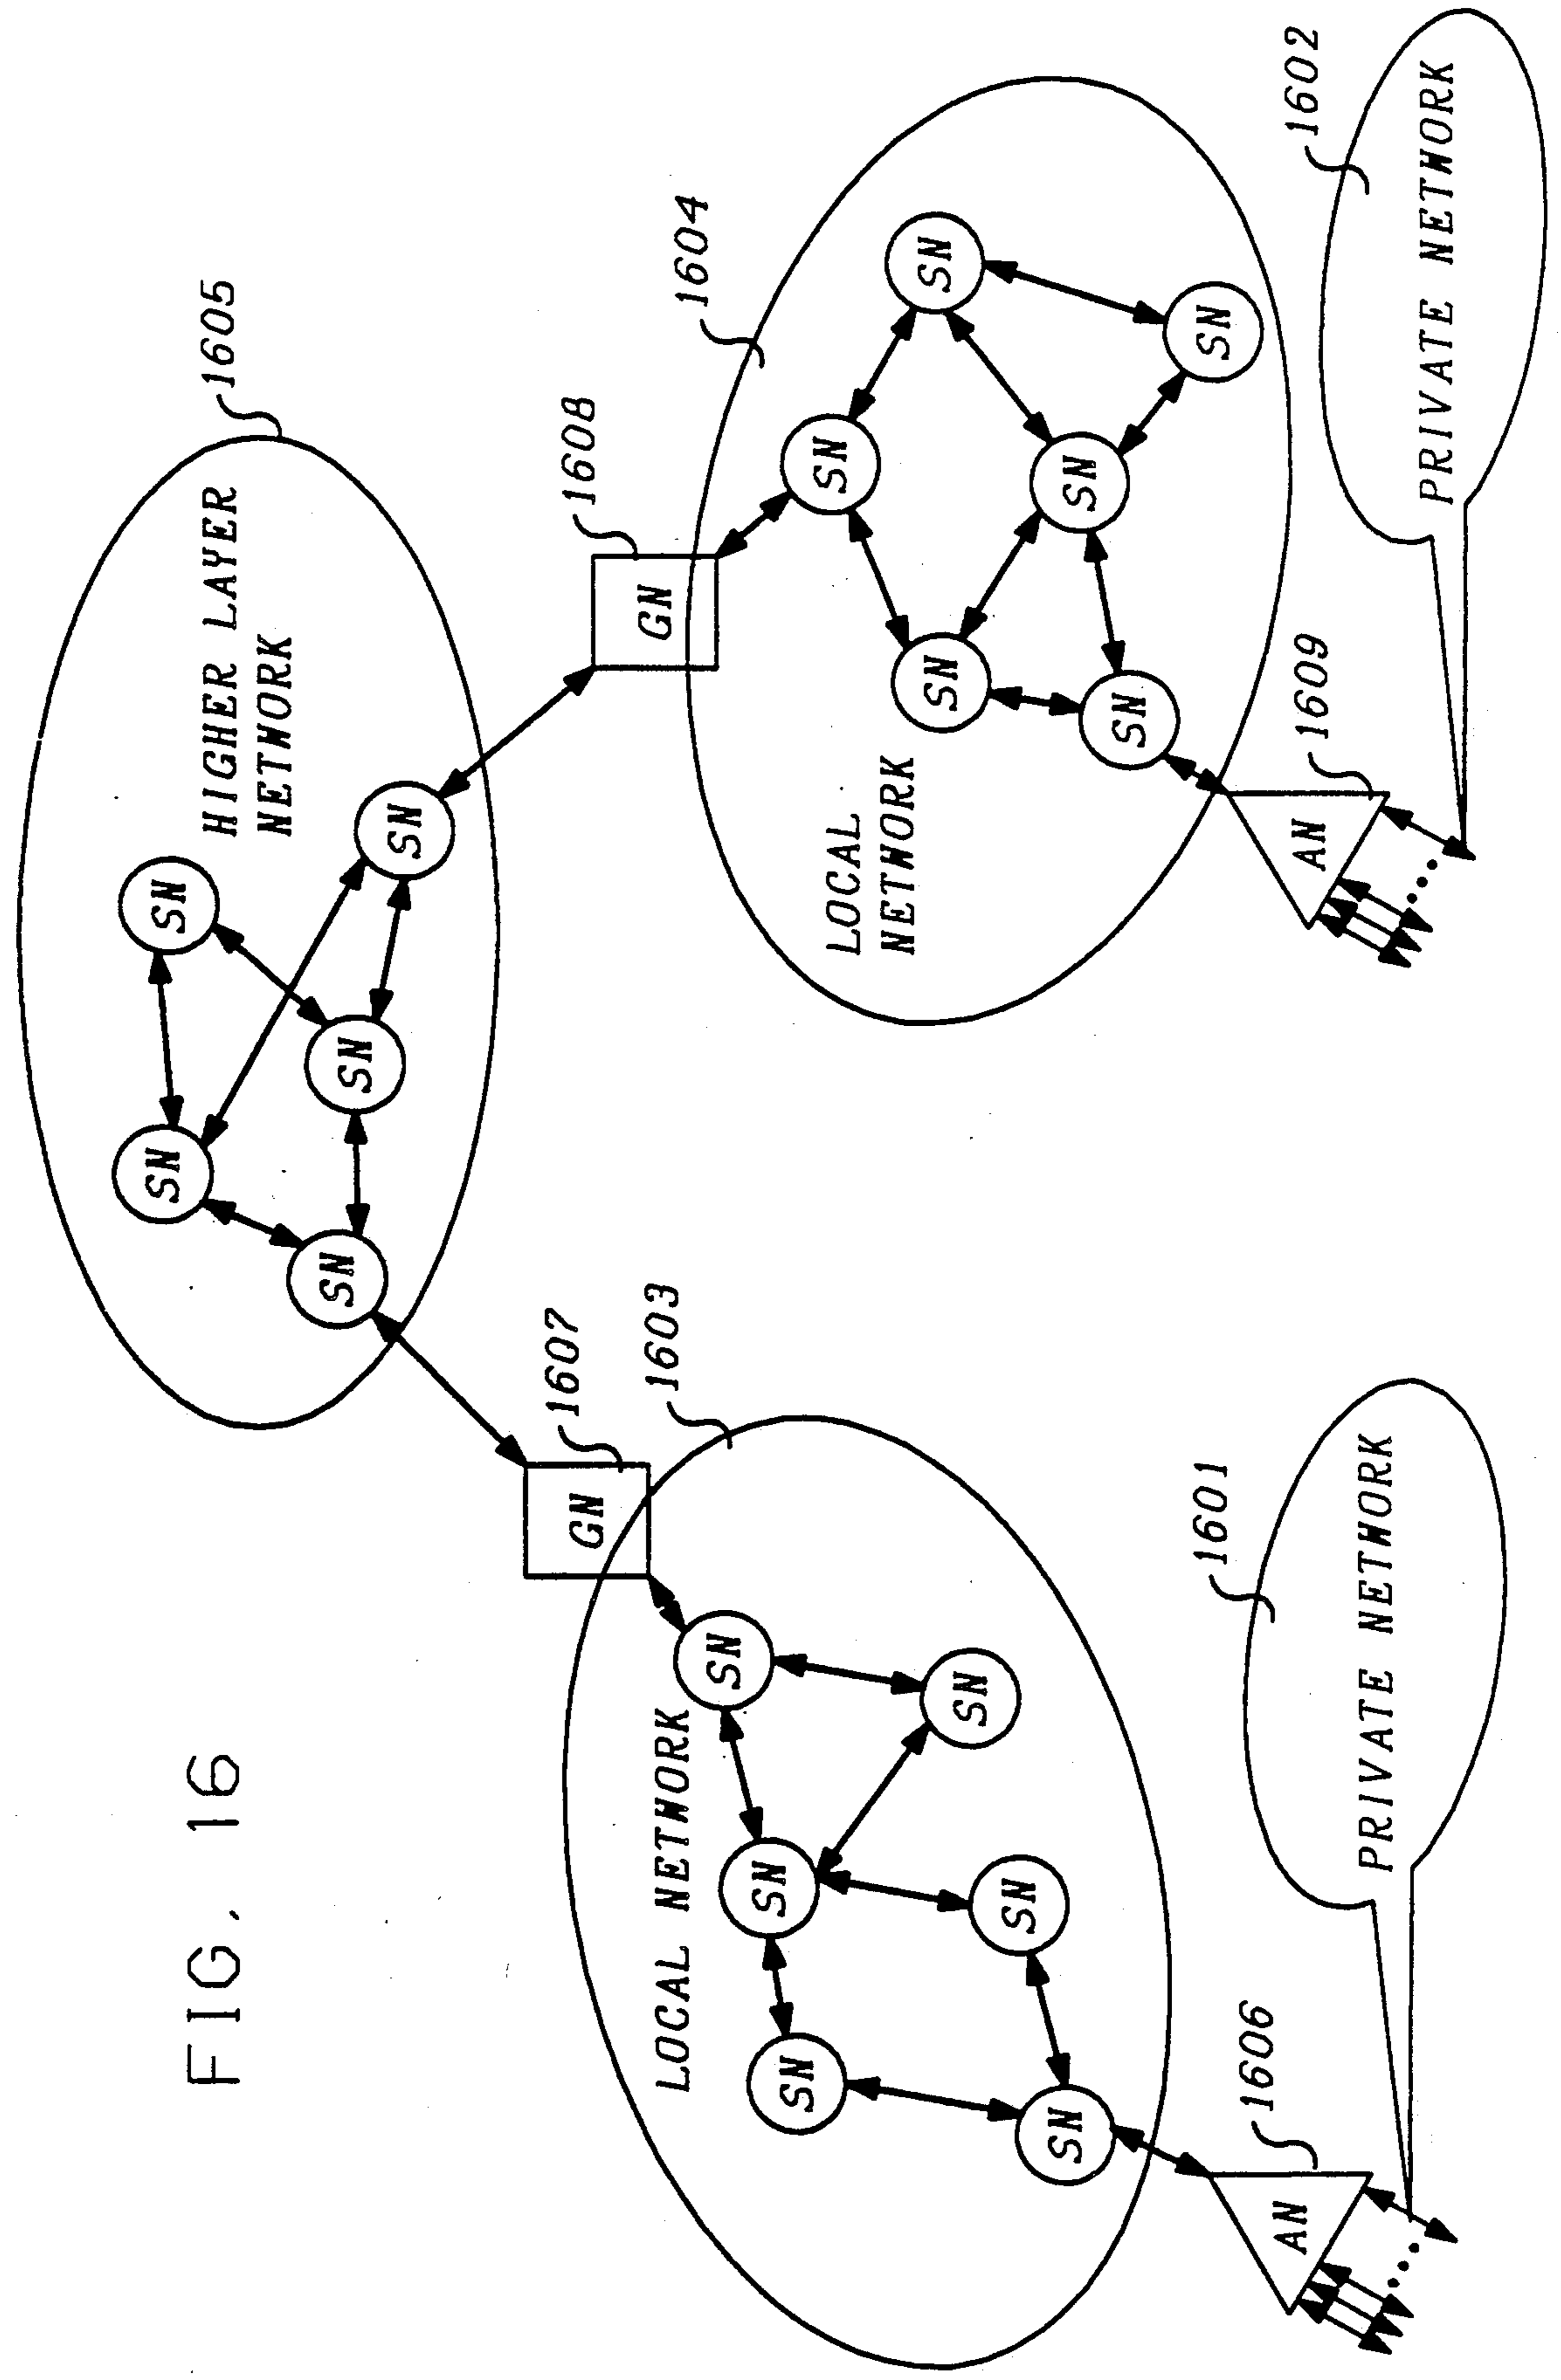 FIG. 16
HIGHER LAYER
NETWORK
1605
SN
SN
SN
SN
SN
1607
GN
1603
LOCAL NETWORK
SN
SN
SN
SN
SN
SN
1606
AN
1601
PRIVATE NETWORK
1608
GN
1604
SN
SN
SN
SN
SN
SN
LOCAL
NETWORK
1609
AN
1602
PRIVATE NETWORK